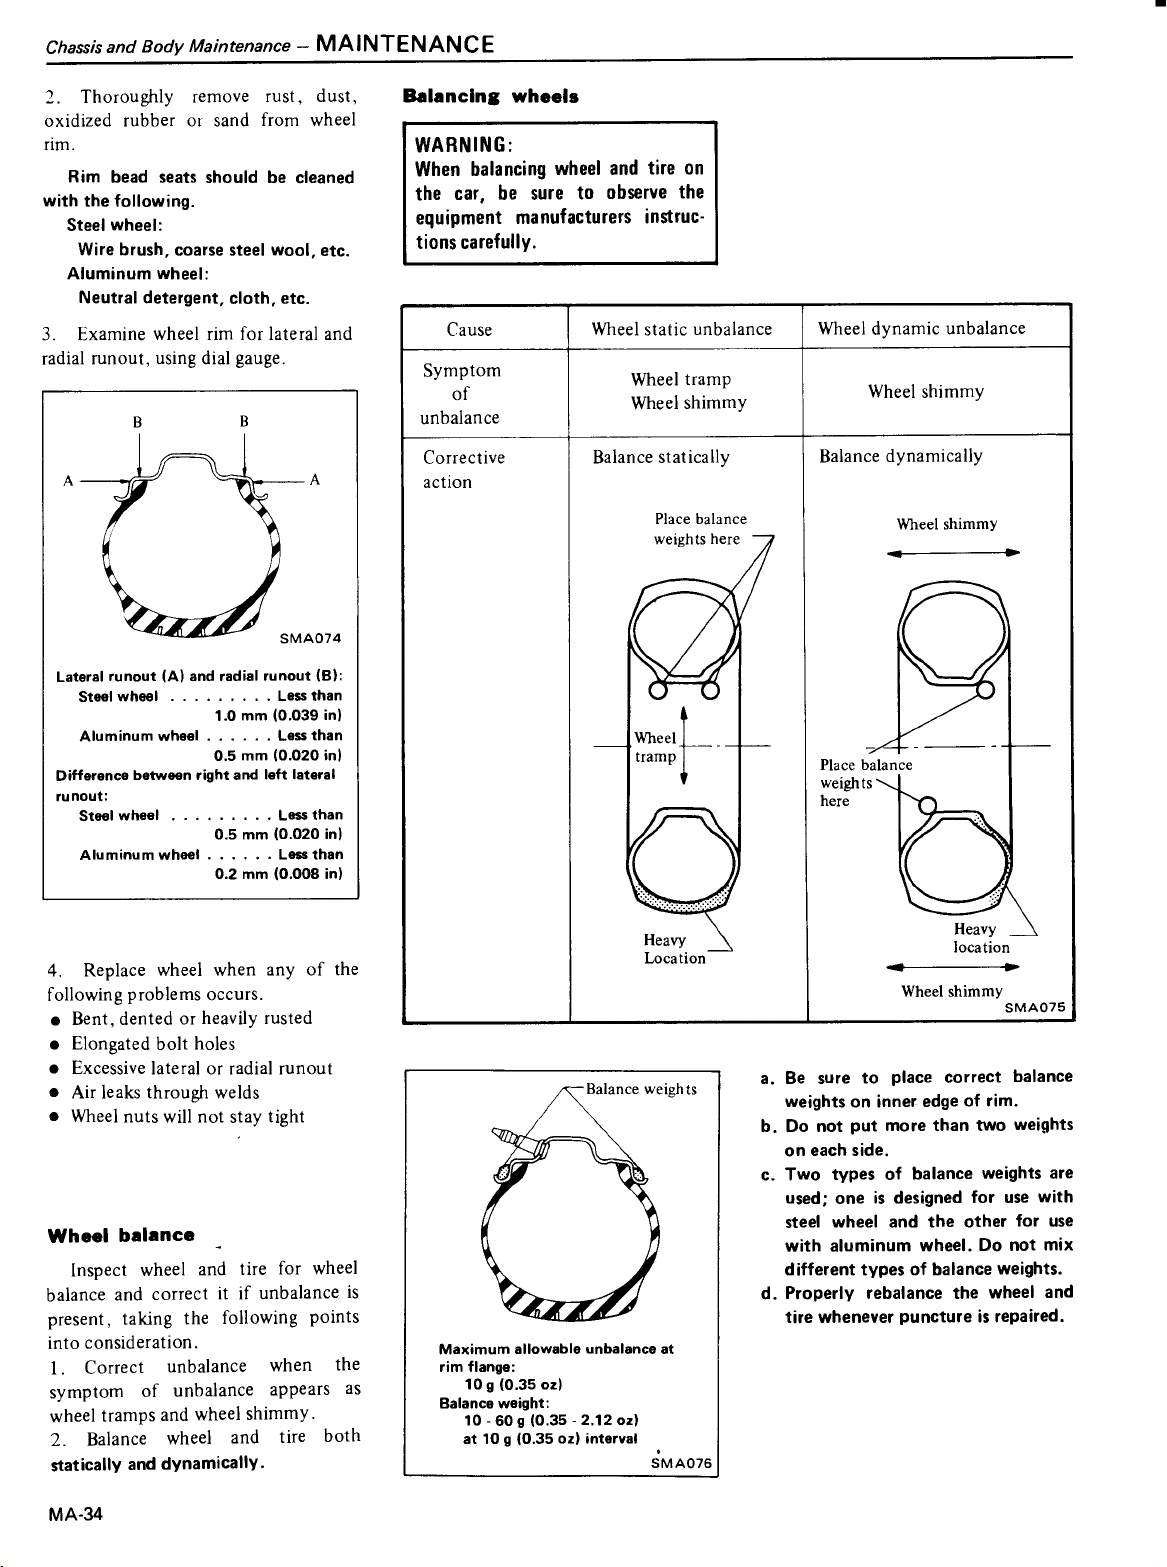 Chassis and Body Maintenance – MAINTENANCE
2. Thoroughly remove rust, dust,
oxidized rubber or sand from wheel
rim.
Rim bead seats should be cleaned
with the following.
Steel wheel:
Wire brush, coarse steel wool, etc.
Aluminum wheel:
Neutral detergent, cloth, etc.
3. Examine wheel rim for lateral and
radial runout, using dial gauge.
B B
A A
SMA074
Lateral runout (A) and radial runout (B):
Steel wheel . . . . . . . . . Less than
1.0 mm (0.039 in)
Aluminum wheel . . . . . . Less than
0.5 mm (0.020 in)
Difference between right and left lateral
runout:
Steel wheel . . . . . . . . . Less than
0.5 mm (0.020 in)
Aluminum wheel . . . . . . Less than
0.2 mm (0.008 in)
4. Replace wheel when any of the
following problems occurs.
● Bent, dented or heavily rusted
● Elongated bolt holes
● Excessive lateral or radial runout
● Air leaks through welds
● Wheel nuts will not stay tight
Wheel balance
Inspect wheel and tire for wheel
balance and correct it if unbalance is
present, taking the following points
into consideration.
1. Correct unbalance when the
symptom of unbalance appears as
wheel tramps and wheel shimmy.
2. Balance wheel and tire both
statically and dynamically.
Balancing wheels
WARNING:
When balancing wheel and tire on
the car, be sure to observe the
equipment manufacturers instruc-
tions carefully.
Cause Wheel static unbalance Wheel dynamic unbalance
Symptom
of
unbalance
Wheel tramp
Wheel shimmy
Wheel shimmy
Corrective
action
Balance statically
Place balance
weights here
Wheel
tramp
Heavy
Location
Balance dynamically
Wheel shimmy
Place balance
weights
here
Heavy
location
Wheel shimmy
SMA075
Balance weights
Maximum allowable unbalance at
rim flange:
10 g (0.35 oz)
Balance weight:
10 - 60 g (0.35 - 2.12 oz)
at 10 g (0.35 oz) interval
SMA076
a. Be sure to place correct balance
weights on inner edge of rim.
b. Do not put more than two weights
on each side.
c. Two types of balance weights are
used; one is designed for use with
steel wheel and the other for use
with aluminum wheel. Do not mix
different types of balance weights.
d. Properly rebalance the wheel and
tire whenever puncture is repaired.
MA-34